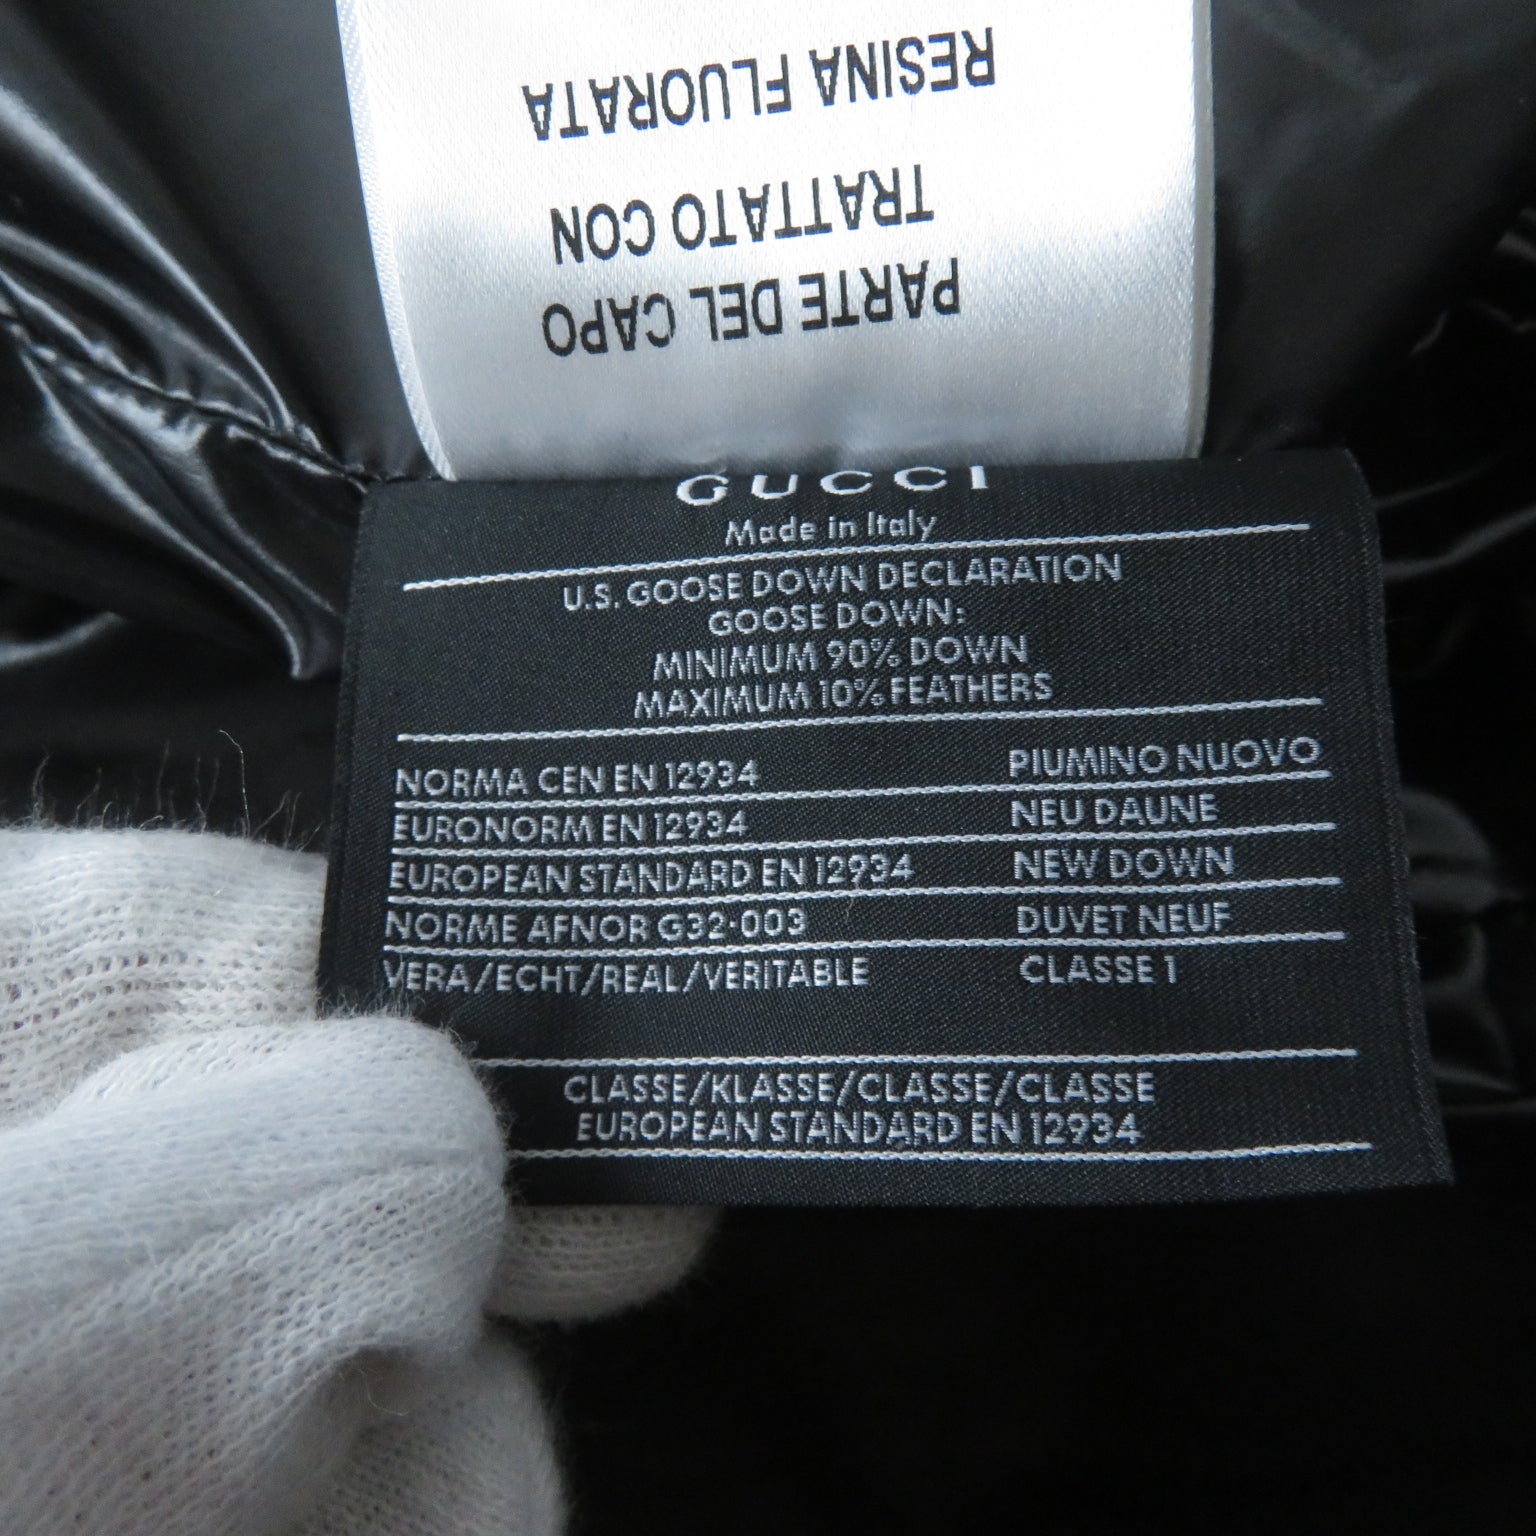 PARTE DEL CAPO
TRATTATO CON
RESINA FLUORATA
GUCCI
Made in Italy
U.S. GOOSE DOWN DECLARATION
GOOSE DOWN:
MINIMUM 90% DOWN
MAXIMUM 10% FEATHERS
NORMA CEN EN 12934 PIUMINO NUOVO
EURONORM EN 12934 NEU DAUNE
EUROPEAN STANDARD EN 12934 NEW DOWN
NORME AFNOR G32-003 DUVET NEUF
VERA/ECHT/REAL/VERITABLE CLASSE 1
CLASSE/KLASSE/CLASSE/CLASSE
EUROPEAN STANDARD EN 12934